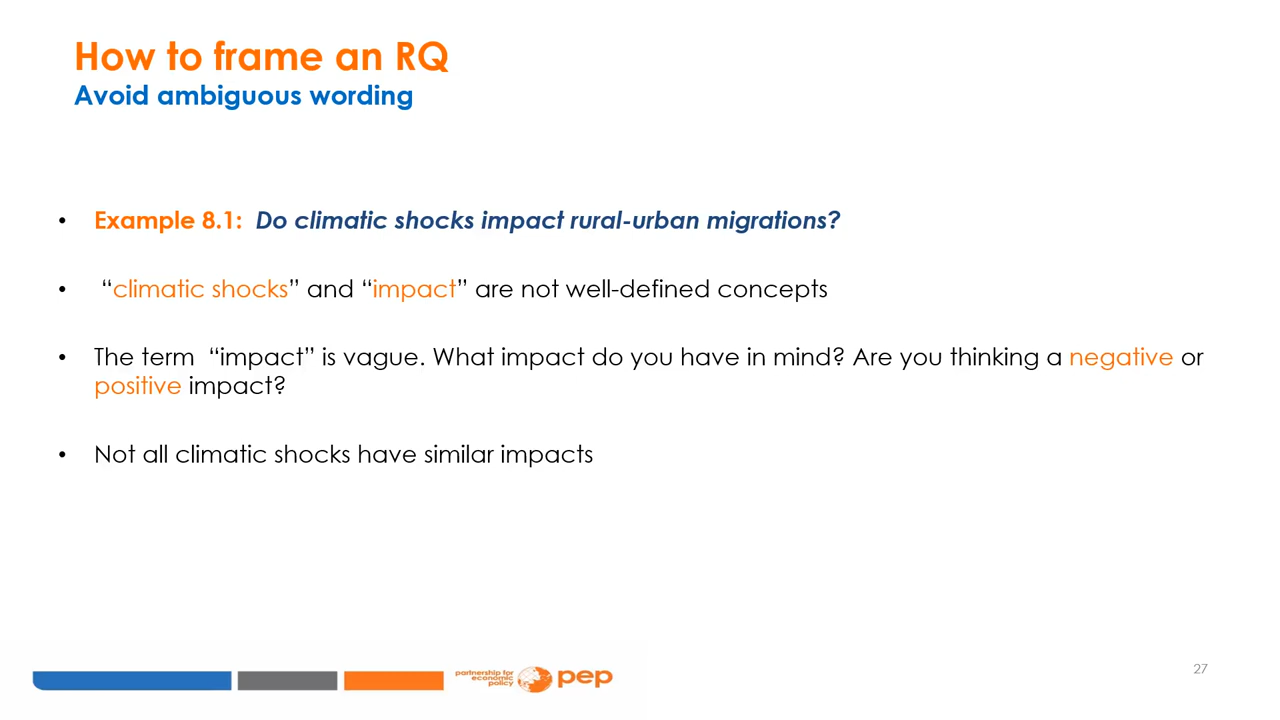 How to frame an RQ
Avoid ambiguous wording
• Example 8.1: Do climatic shocks impact rural-urban migrations?
• “climatic shocks” and “impact” are not well-defined concepts
• The term “impact” is vague. What impact do you have in mind? Are you thinking a negative or
positive impact?
• Not all climatic shocks have similar impacts
partnership for
economic
policy
pep
27